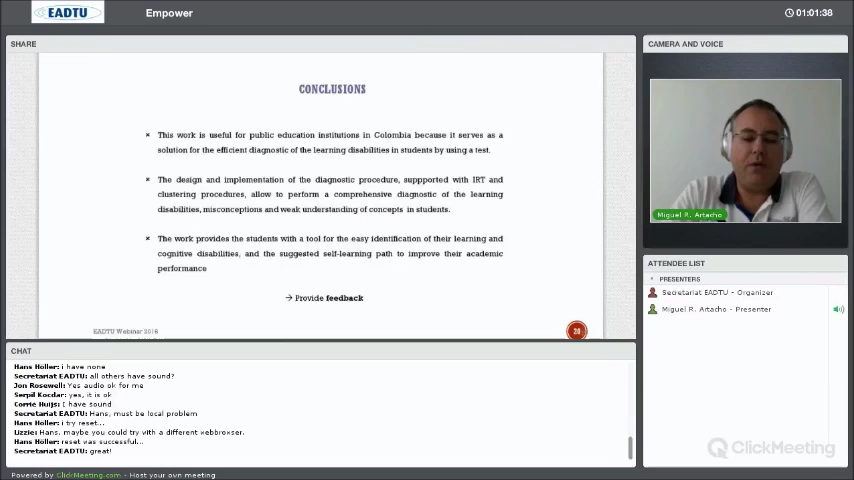 EADTU
Empower
01:01:38
SHARE
CONCLUSIONS
× This work is useful for public education institutions in Colombia because it serves as a
solution for the efficient diagnostic of the learning disabilities in students by using a test.
× The design and implementation of the diagnostic procedure, suppported with IRT and
clustering procedures, allow to perform a comprehensive diagnostic of the learning
disabilities, misconceptions and weak understanding of concepts in students.
× The work provides the students with a tool for the easy identification of their learning and
cognitive disabilities, and the suggested self-learning path to improve their academic
performance
→ Provide feedback
EADTU Webinar 2016
26
CHAT
Hans Höller: i have none
Secretariat EADTU: all others have sound?
Jon Rosewell: Yes audio ok for me
Serpil Kocdar: yes, it is ok
Corrie Huijs: I have sound
Secretariat EADTU: Hans, must be local problem
Hans Höller: i try reset...
Lizzie: Hans, maybe you could try with a different xebbroxser.
Hans Höller: reset was successful...
Secretariat EADTU: great!
CAMERA AND VOICE
Miguel R. Artacho
ATTENDEE LIST
PRESENTERS
Secretariat EADTU - Organizer
Miguel R. Artacho - Presenter
ClickMeeting
Powered by ClickMeeting.com - Host your own meeting